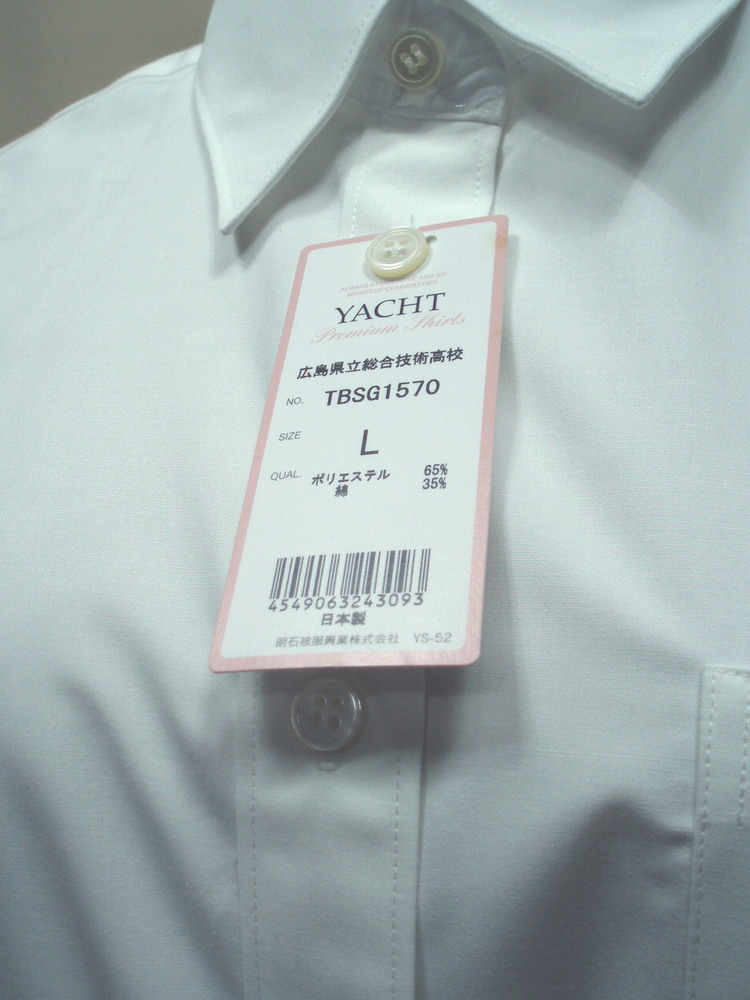 SENSITIVE COMMODITIES
YACHT
Premium Shirts
広島県立総合技術高校
NO. TBSG1570
SIZE L
QUAL. ポリエステル 65%
綿 35%
4549063243093
日本製
明石被服興業株式会社 YS-52